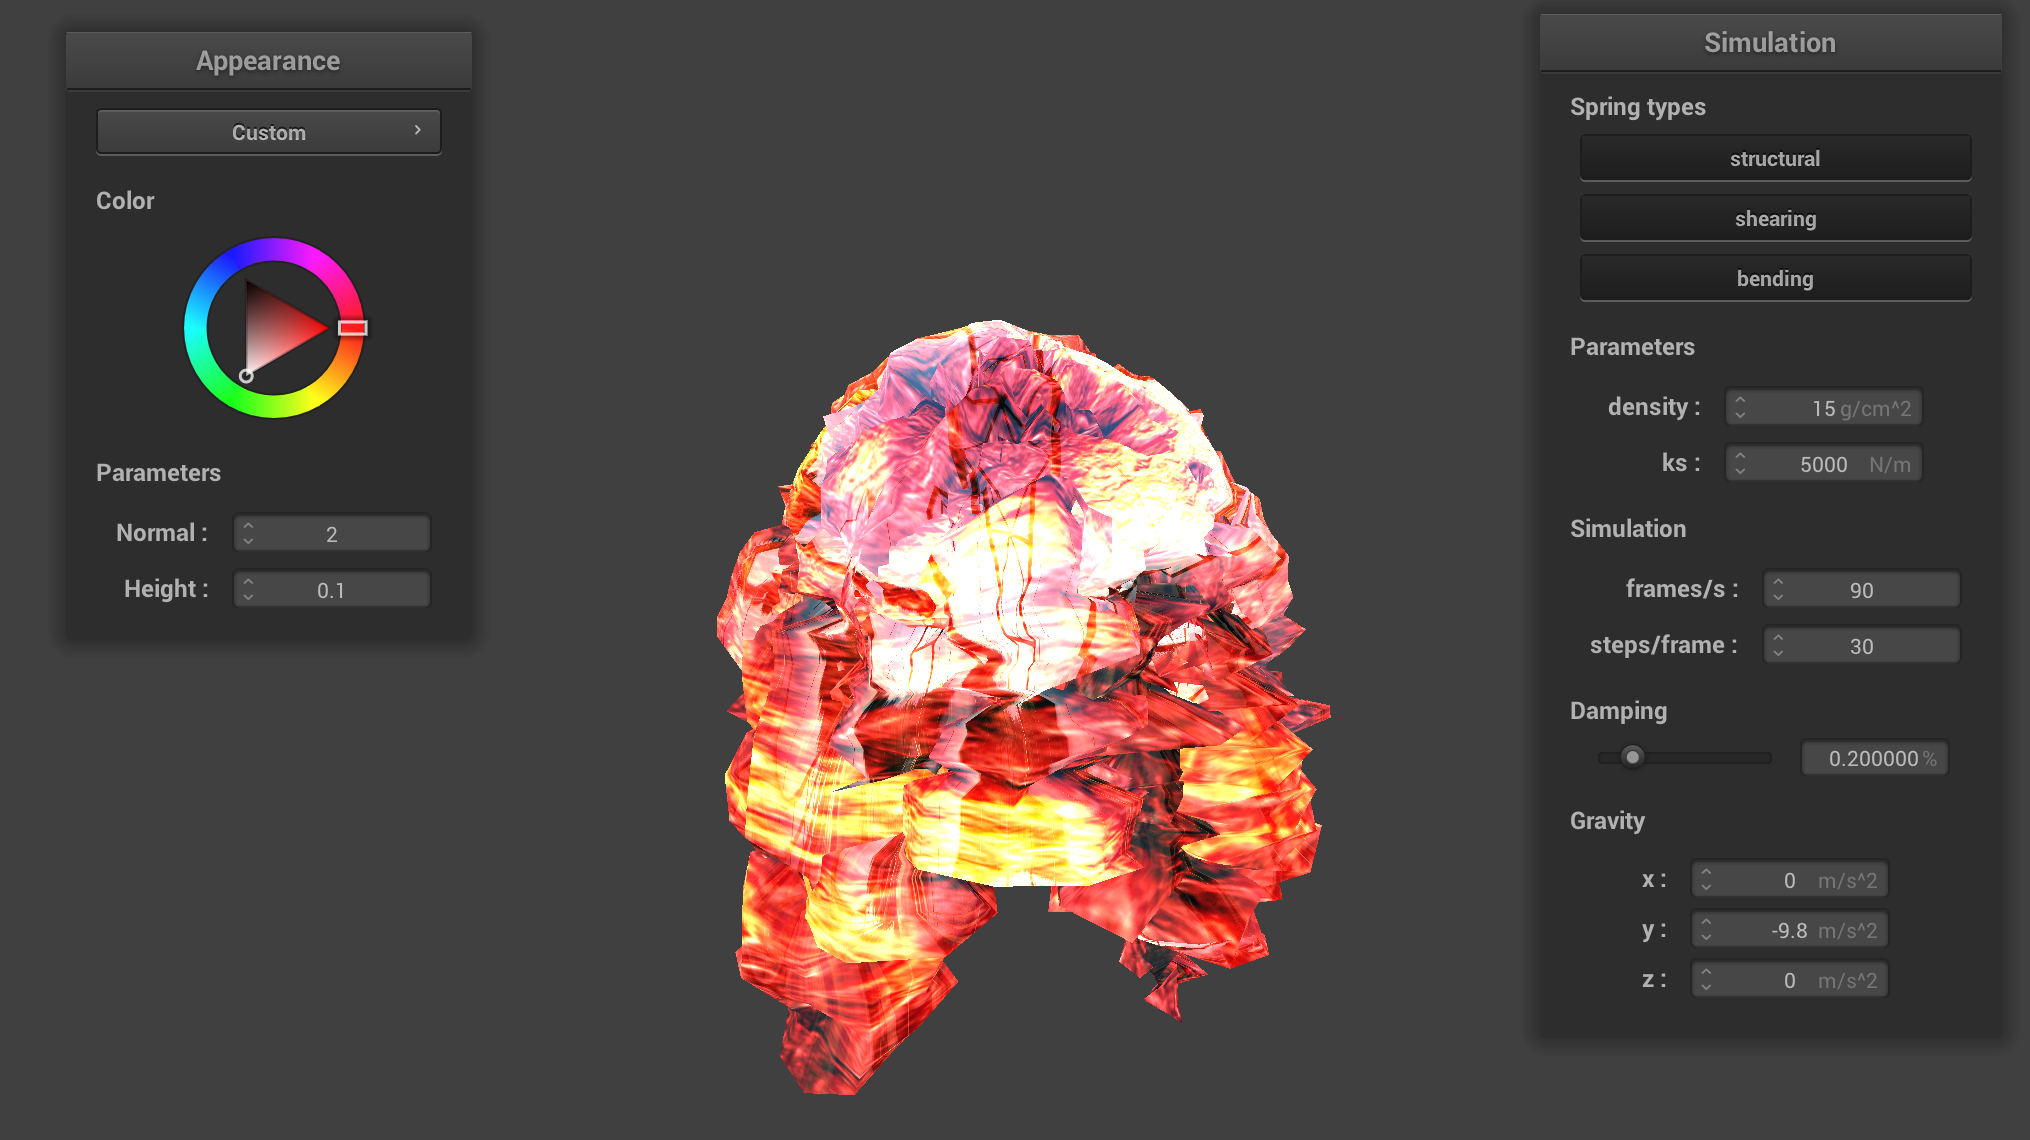 Appearance
Custom
Color
Parameters
Normal : 2
Height : 0.1
Simulation
Spring types
structural
shearing
bending
Parameters
density : 15 g/cm^2
ks : 5000 N/m
Simulation
frames/s : 90
steps/frame : 30
Damping
0.200000 %
Gravity
x : 0 m/s^2
y : -9.8 m/s^2
z : 0 m/s^2